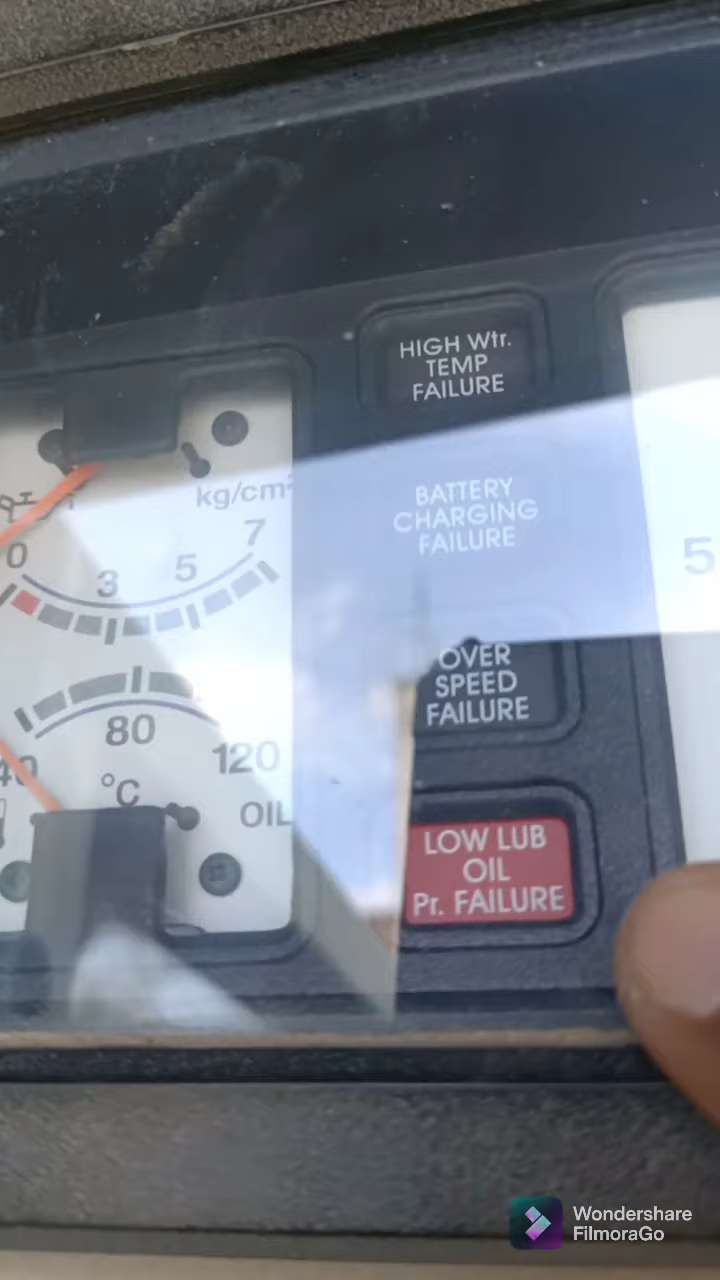 HIGH Wtr.
TEMP
FAILURE
kg/cm²
BATTERY
CHARGING
FAILURE
0 3 5 7
5
OVER
SPEED
FAILURE
80
40 120
°C
OIL
LOW LUB
OIL
Pr. FAILURE
Wondershare
FilmoraGo